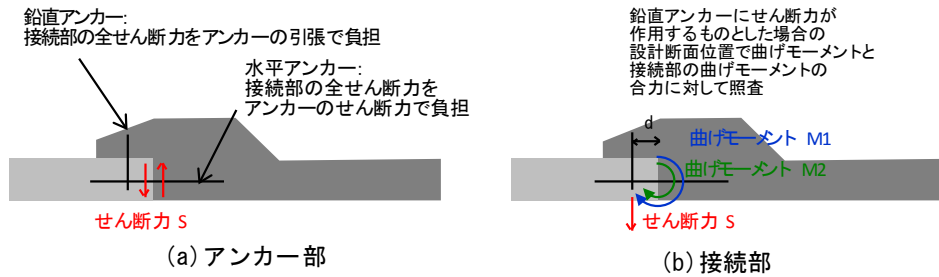 鉛直アンカー:
接続部の全せん断力をアンカーの引張で負担
水平アンカー:
接続部の全せん断力を
アンカーのせん断力で負担
せん断力 S
(a)アンカー部
鉛直アンカーにせん断力が
作用するものとした場合の
設計断面位置で曲げモーメントと
接続部の曲げモーメントの
合力に対して照査
d
曲げモーメント M1
曲げモーメント M2
せん断力 S
(b)接続部